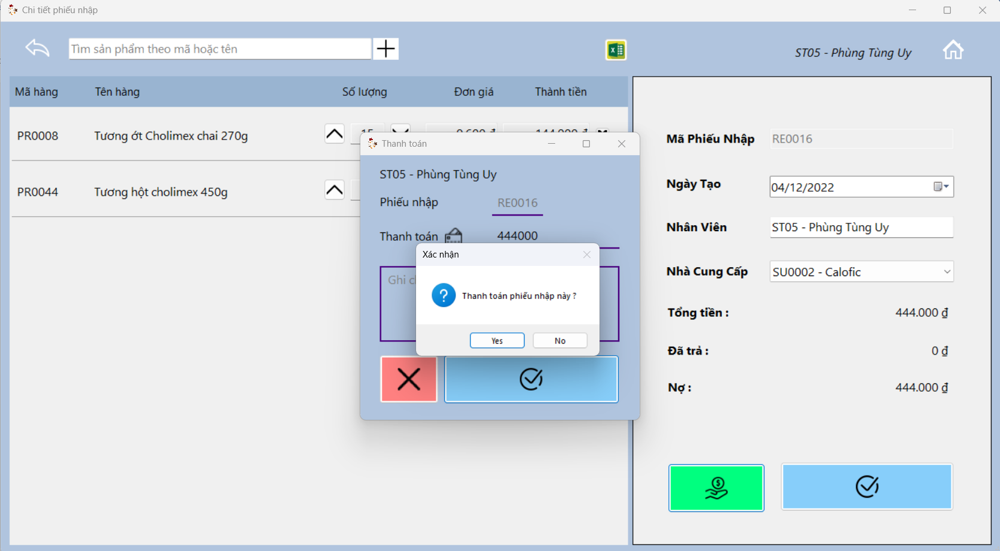 Chi tiết phiếu nhập
Tìm sản phẩm theo mã hoặc tên
ST05 - Phùng Tùng Uy
Mã hàng Tên hàng Số lượng Đơn giá Thành tiền
PR0008 Tương ớt Cholimex chai 270g
PR0044 Tương hột cholimex 450g
Thanh toán
ST05 - Phùng Tùng Uy
Phiếu nhập RE0016
Thanh toán 444000
Ghi
Xác nhận
Thanh toán phiếu nhập này ?
Yes No
Mã Phiếu Nhập RE0016
Ngày Tạo 04/12/2022
Nhân Viên ST05 - Phùng Tùng Uy
Nhà Cung Cấp SU0002 - Calofic
Tổng tiền : 444.000 ₫
Đã trả : 0 ₫
Nợ : 444.000 ₫